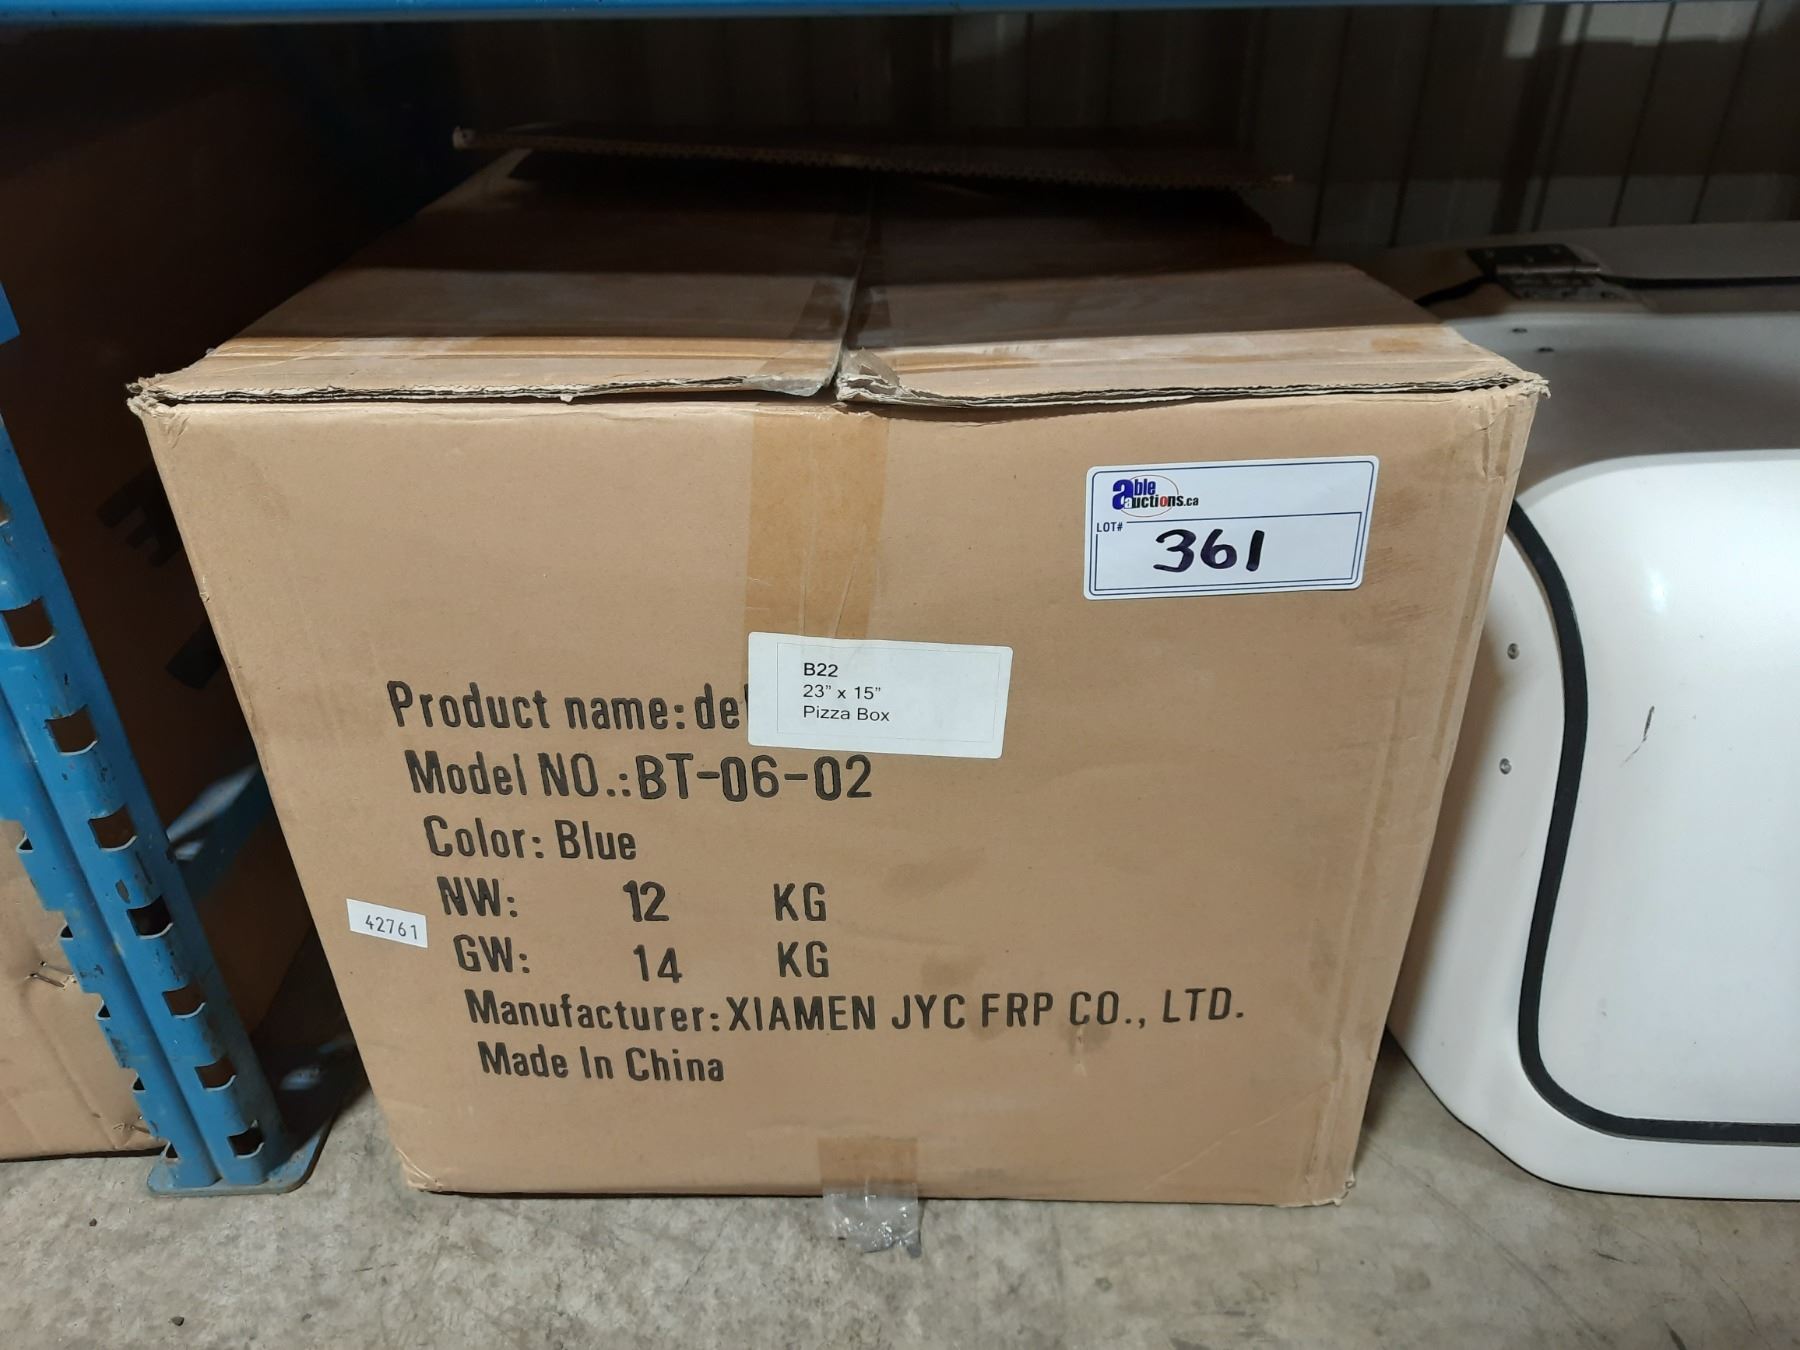 able
auctions.ca
LOT#
361
B22
23" x 15"
Pizza Box
Product name: de
Model NO.: BT-06-02
Color: Blue
NW: 12 KG
GW: 14 KG
Manufacturer: XIAMEN JYC FRP CO., LTD.
Made In China
42761